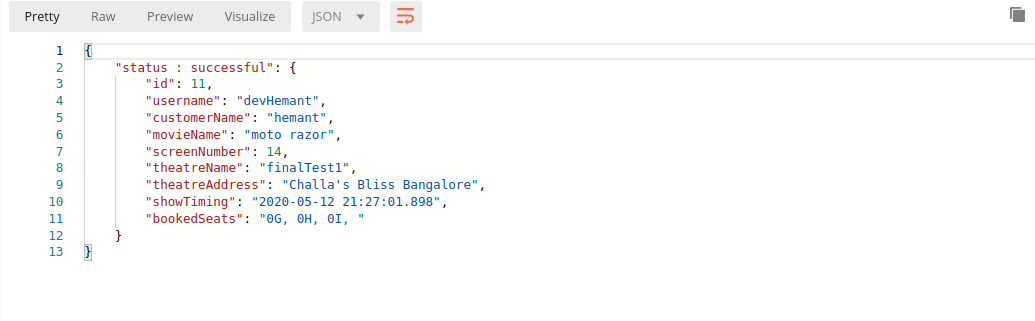 Pretty Raw Preview Visualize JSON
1 {
2 "status : successful": {
3 "id": 11,
4 "username": "devHemant",
5 "customerName": "hemant",
6 "movieName": "moto razor",
7 "screenNumber": 14,
8 "theatreName": "finalTest1",
9 "theatreAddress": "Challa's Bliss Bangalore",
10 "showTiming": "2020-05-12 21:27:01.898",
11 "bookedSeats": "0G, 0H, 0I, "
12 }
13 }